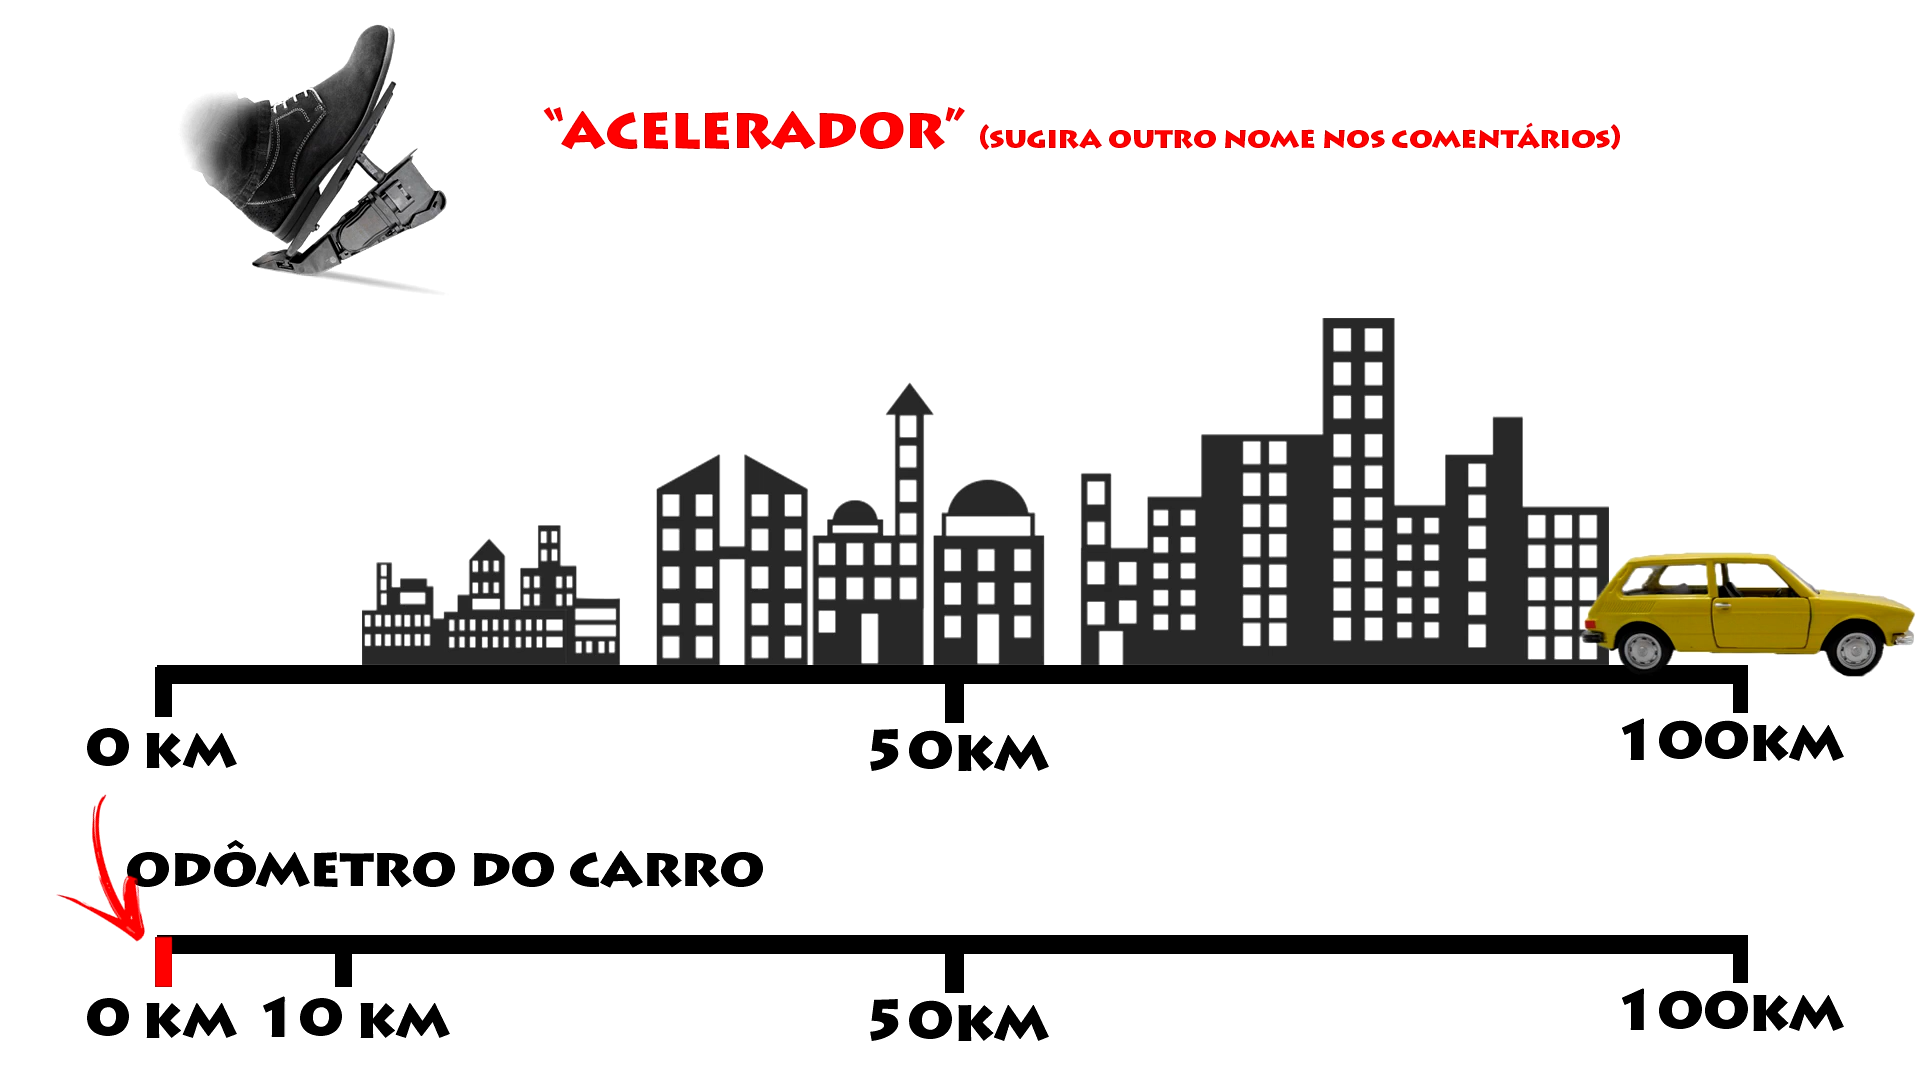 "ACELERADOR" (SUGIRA OUTRO NOME NOS COMENTÁRIOS)
0 KM 50KM 100KM
ODÔMETRO DO CARRO
0 KM 10 KM 50KM 100KM